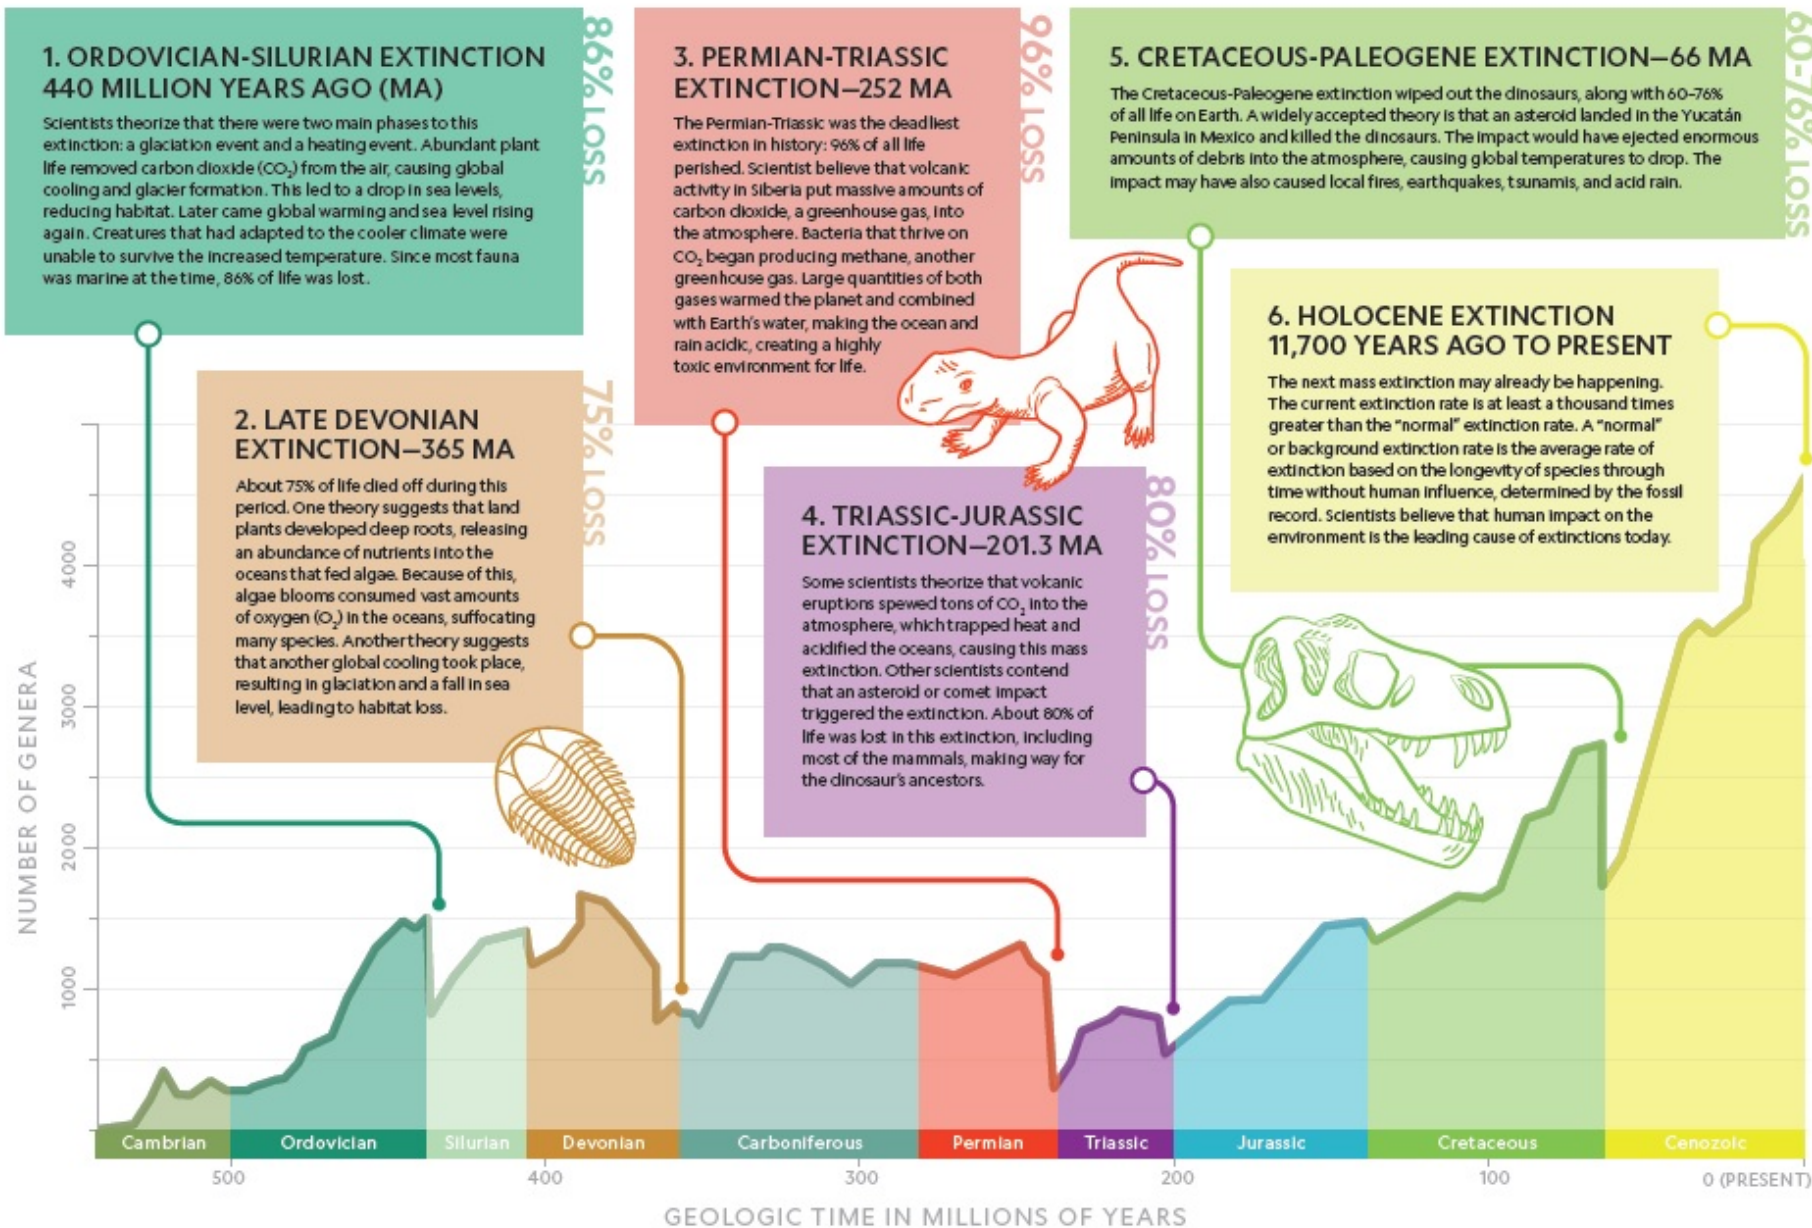 1. ORDOVICIAN-SILURIAN EXTINCTION
440 MILLION YEARS AGO (MA)
Scientists theorize that there were two main phases to this
extinction: a glaciation event and a heating event. Abundant plant
life removed carbon dioxide (CO₂) from the air, causing global
cooling and glacier formation. This led to a drop in sea levels,
reducing habitat. Later came global warming and sea level rising
again. Creatures that had adapted to the cooler climate were
unable to survive the increased temperature. Since most fauna
was marine at the time, 86% of life was lost.
86% LOSS
2. LATE DEVONIAN
EXTINCTION—365 MA
About 75% of life died off during this
period. One theory suggests that land
plants developed deep roots, releasing
an abundance of nutrients into the
oceans that fed algae. Because of this,
algae blooms consumed vast amounts
of oxygen (O₂) in the oceans, suffocating
many species. Another theory suggests
that another global cooling took place,
resulting in glaciation and a fall in sea
level, leading to habitat loss.
75% LOSS
3. PERMIAN-TRIASSIC
EXTINCTION—252 MA
The Permian-Triassic was the deadliest
extinction in history: 96% of all life
perished. Scientist believe that volcanic
activity in Siberia put massive amounts of
carbon dioxide, a greenhouse gas, into
the atmosphere. Bacteria that thrive on
CO₂ began producing methane, another
greenhouse gas. Large quantities of both
gases warmed the planet and combined
with Earth's water, making the ocean and
rain acidic, creating a highly
toxic environment for life.
96% LOSS
4. TRIASSIC-JURASSIC
EXTINCTION—201.3 MA
Some scientists theorize that volcanic
eruptions spewed tons of CO₂ into the
atmosphere, which trapped heat and
acidified the oceans, causing this mass
extinction. Other scientists contend
that an asteroid or comet impact
triggered the extinction. About 80% of
life was lost in this extinction, including
most of the mammals, making way for
the dinosaur's ancestors.
80% LOSS
5. CRETACEOUS-PALEOGENE EXTINCTION—66 MA
The Cretaceous-Paleogene extinction wiped out the dinosaurs, along with 60-76%
of all life on Earth. A widely accepted theory is that an asteroid landed in the Yucatán
Peninsula in Mexico and killed the dinosaurs. The impact would have ejected enormous
amounts of debris into the atmosphere, causing global temperatures to drop. The
impact may have also caused local fires, earthquakes, tsunamis, and acid rain.
60-76% LOSS
6. HOLOCENE EXTINCTION
11,700 YEARS AGO TO PRESENT
The next mass extinction may already be happening.
The current extinction rate is at least a thousand times
greater than the “normal” extinction rate. A “normal”
or background extinction rate is the average rate of
extinction based on the longevity of species through
time without human influence, determined by the fossil
record. Scientists believe that human impact on the
environment is the leading cause of extinctions today.
NUMBER OF GENERA
4000
3000
2000
1000
Cambrian Ordovician Silurian Devonian Carboniferous Permian Triassic Jurassic Cretaceous Cenozoic
500 400 300 200 100 0 (PRESENT)
GEOLOGIC TIME IN MILLIONS OF YEARS